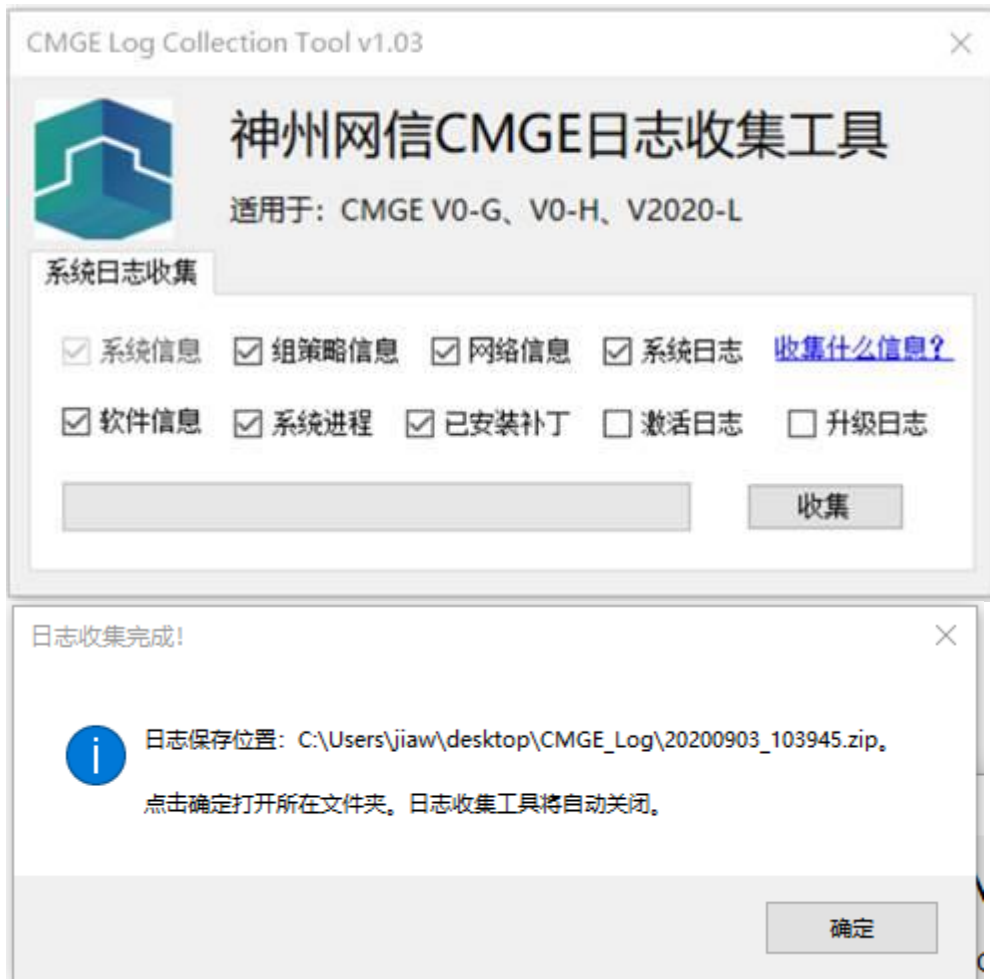 CMGE Log Collection Tool v1.03
神州网信CMGE日志收集工具
适用于：CMGE V0-G、V0-H、V2020-L
系统日志收集
系统信息 组策略信息 网络信息 系统日志 收集什么信息？
软件信息 系统进程 已安装补丁 激活日志 升级日志
收集
日志收集完成!
日志保存位置：C:\Users\jiaw\desktop\CMGE_Log\20200903_103945.zip。
点击确定打开所在文件夹。日志收集工具将自动关闭。
确定